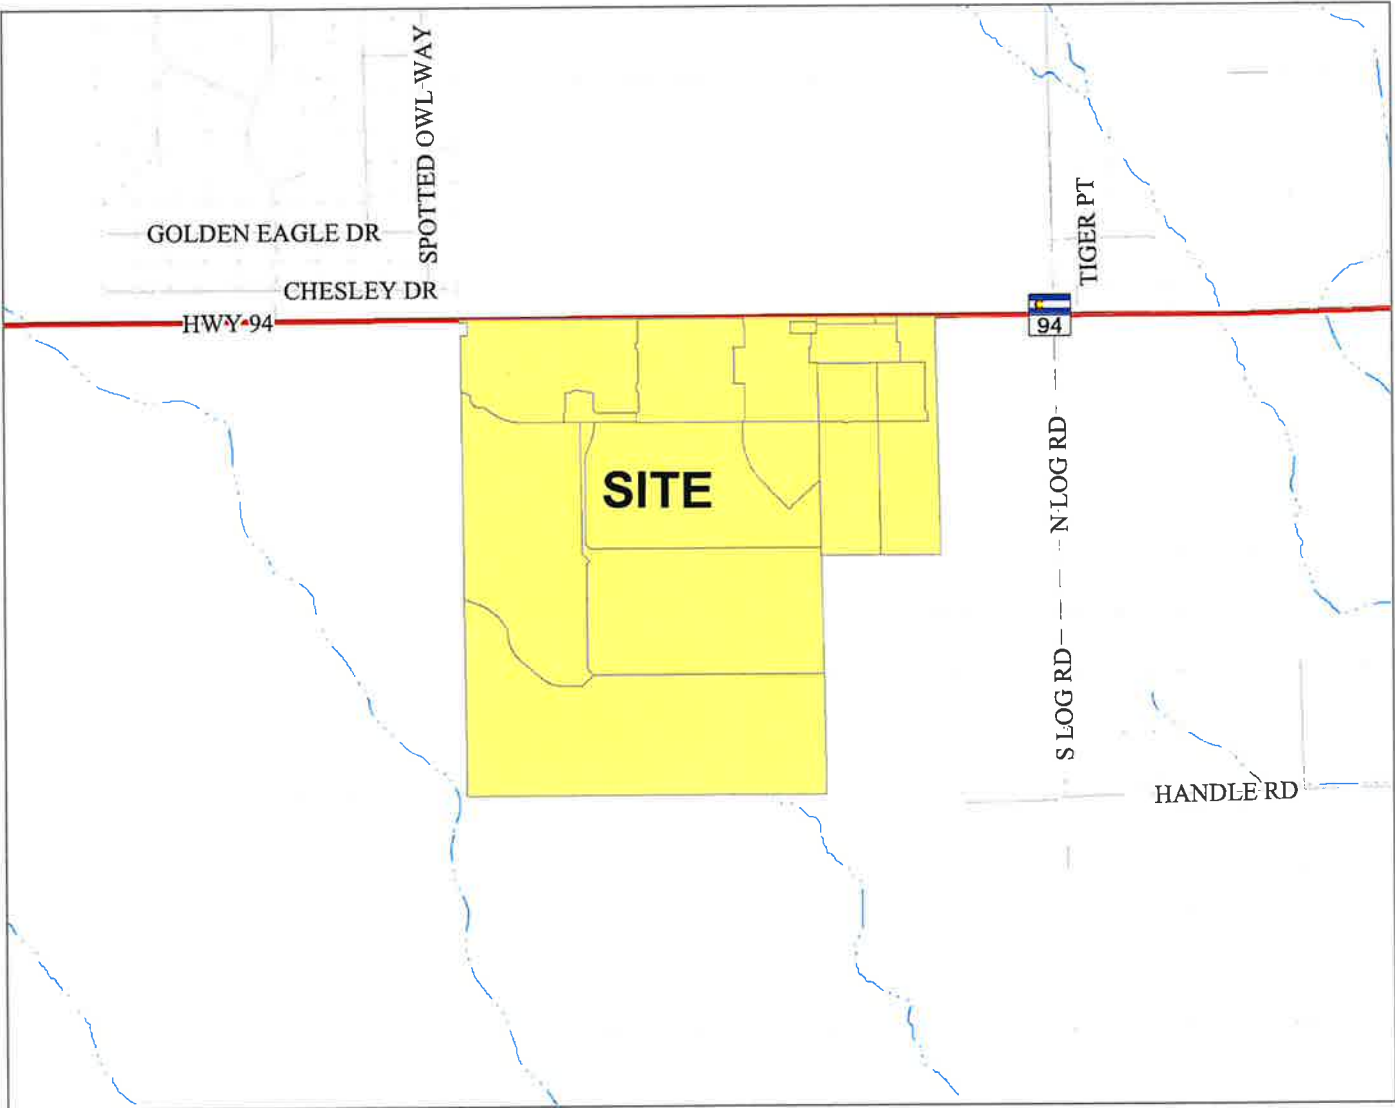 SPOTTED OWL WAY
GOLDEN EAGLE DR
TIGER PT
CHESLEY DR
HWY 94
94
N LOG RD
SITE
S LOG RD
HANDLE RD